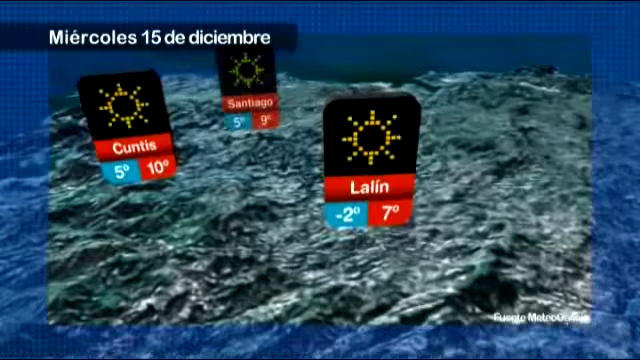 Miércoles 15 de diciembre
Santiago
5º 9º
Cuntis
5º 10º
Lalín
-2º 7º
Fuente